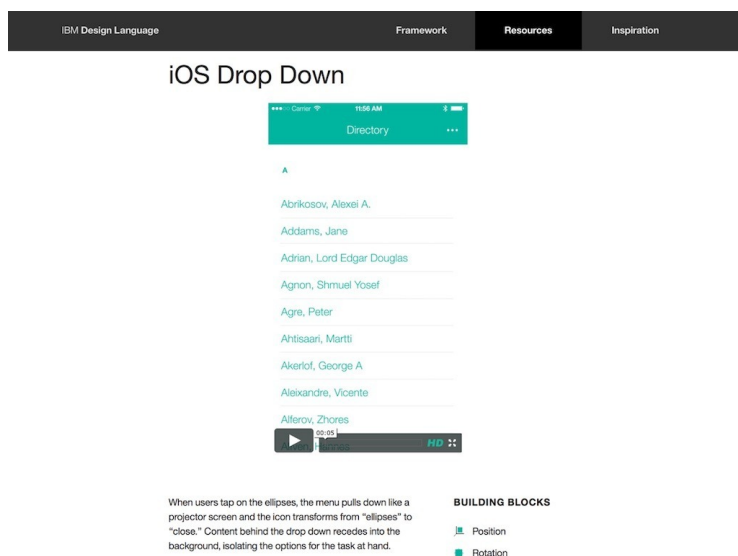 IBM Design Language Framework Resources Inspiration
iOS Drop Down
Carrier 11:56 AM
Directory
A
Abrikosov, Alexei A.
Addams, Jane
Adrian, Lord Edgar Douglas
Agnon, Shmuel Yosef
Agre, Peter
Ahtisaari, Martti
Akerlof, George A
Aleixandre, Vicente
Alferov, Zhores
00:05
HD
When users tap on the ellipses, the menu pulls down like a
projector screen and the icon transforms from “ellipses” to
“close.” Content behind the drop down recedes into the
background, isolating the options for the task at hand.
BUILDING BLOCKS
Position
Rotation